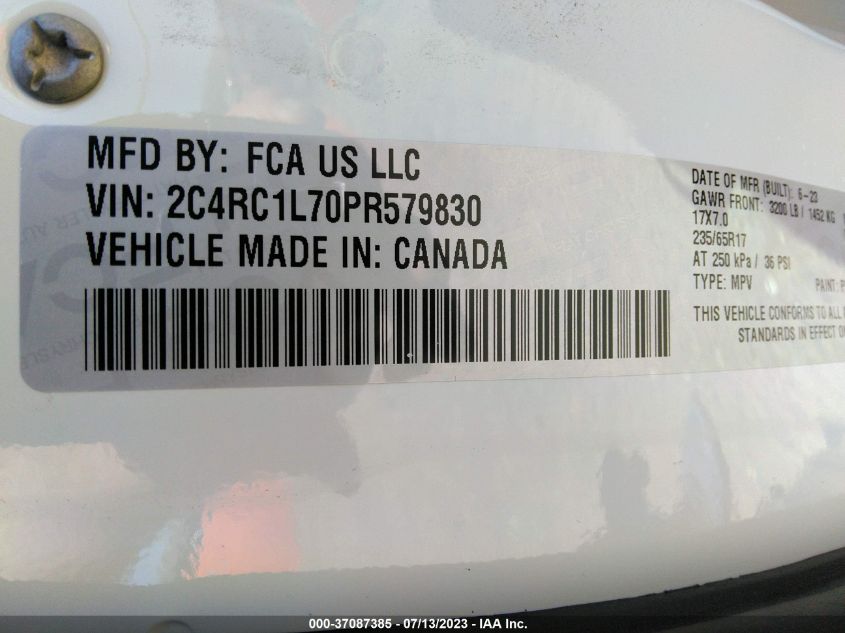 MFD BY: FCA US LLC
VIN: 2C4RC1L70PR579830
VEHICLE MADE IN: CANADA
DATE OF MFR (BUILT): 6-23
GAWR FRONT: 3200 LB / 1452 KG
17X7.0
235/65R17
AT 250 kPa / 36 PSI
TYPE: MPV PAINT: P
THIS VEHICLE CONFORMS TO ALL
STANDARDS IN EFFECT ON
000-37087385 - 07/13/2023 - IAA Inc.